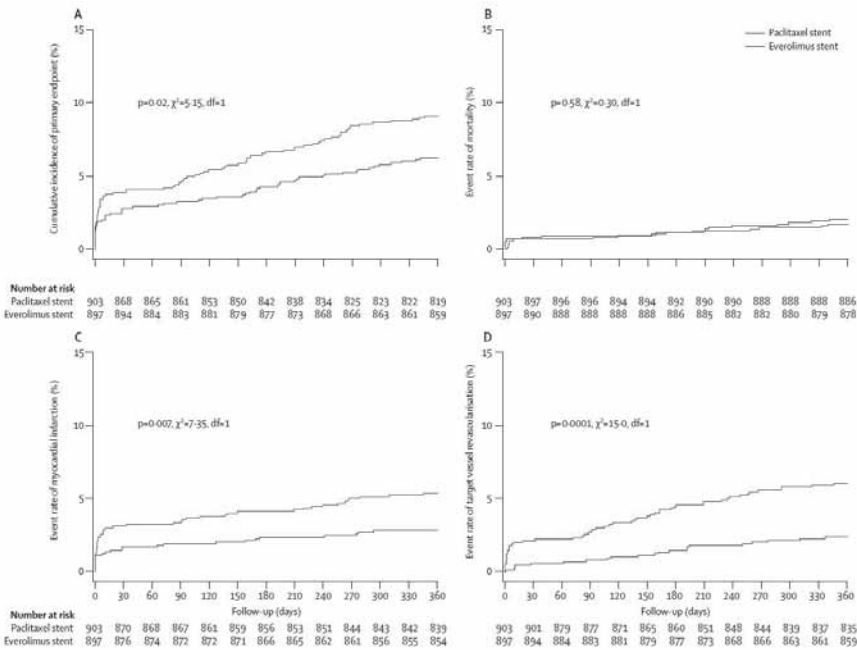 A
B
15
10
5
0
Cumulative incidence of primary endpoint (%)
p=0·02, χ²=5·15, df=1
15
10
5
0
Event rate of mortality (%)
p=0·58, χ²=0·30, df=1
Paclitaxel stent
Everolimus stent
Number at risk
Paclitaxel stent 903 868 865 861 853 850 842 838 834 825 823 822 819
Everolimus stent 897 894 884 883 881 879 877 873 868 866 863 861 859
903 897 896 896 894 894 892 890 890 888 888 888 886
897 890 888 888 888 888 886 885 882 882 880 879 878
C
D
15
10
5
0
Event rate of myocardial infarction (%)
p=0·007, χ²=7·35, df=1
0 30 60 90 120 150 180 210 240 270 300 330 360
Follow-up (days)
15
10
5
0
Event rate of target vessel revascularisation (%)
p=0·0001, χ²=15·0, df=1
0 30 60 90 120 150 180 210 240 270 300 330 360
Number at risk
Paclitaxel stent 903 870 868 867 861 859 856 853 851 844 843 842 839
Everolimus stent 897 876 874 872 872 871 866 865 862 861 856 855 854
903 901 879 877 871 865 860 851 848 844 839 837 835
897 894 884 883 881 879 877 873 868 866 863 861 859